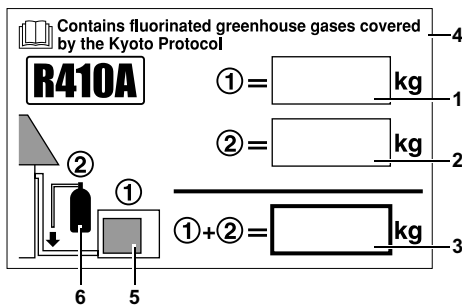 Contains fluorinated greenhouse gases covered
by the Kyoto Protocol
4
R410A
①=
kg
1
②=
kg
2
②
①
①+②=
kg
3
6
5